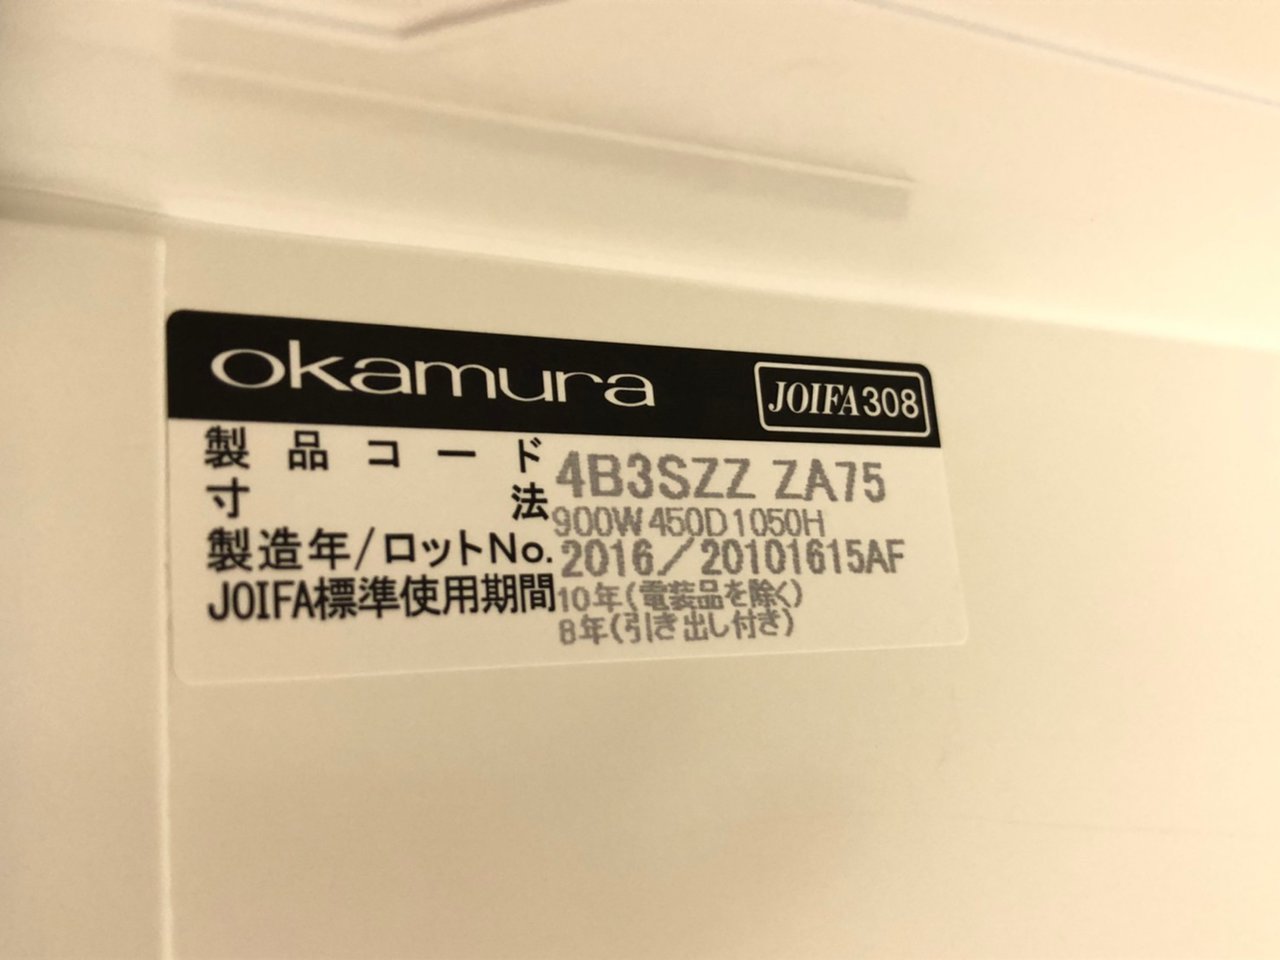 okamura JOIFA308
製品コード 4B3SZZ ZA75
寸法 900W450D1050H
製造年/ロットNo. 2016/20101615AF
JOIFA標準使用期間 10年(電装品を除く)
8年(引き出し付き)